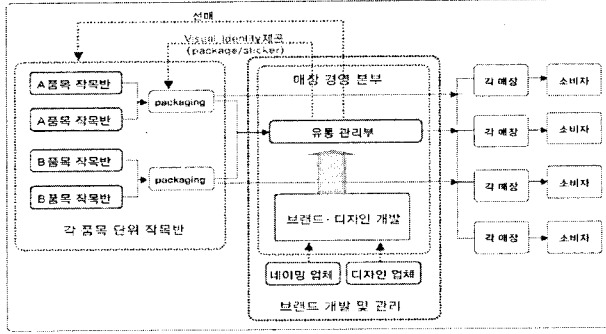 선매
Visual Identity제공
(package/sticker)
매장 경영 본부
A품목 작목반
A품목 작목반
packaging
B품목 작목반
B품목 작목반
packaging
각 품목 단위 작목반
유통 관리부
브랜드·디자인 개발
네이밍 업체
디자인 업체
브랜드 개발 및 관리
각 매장
소비자
각 매장
소비자
각 매장
소비자
각 매장
소비자